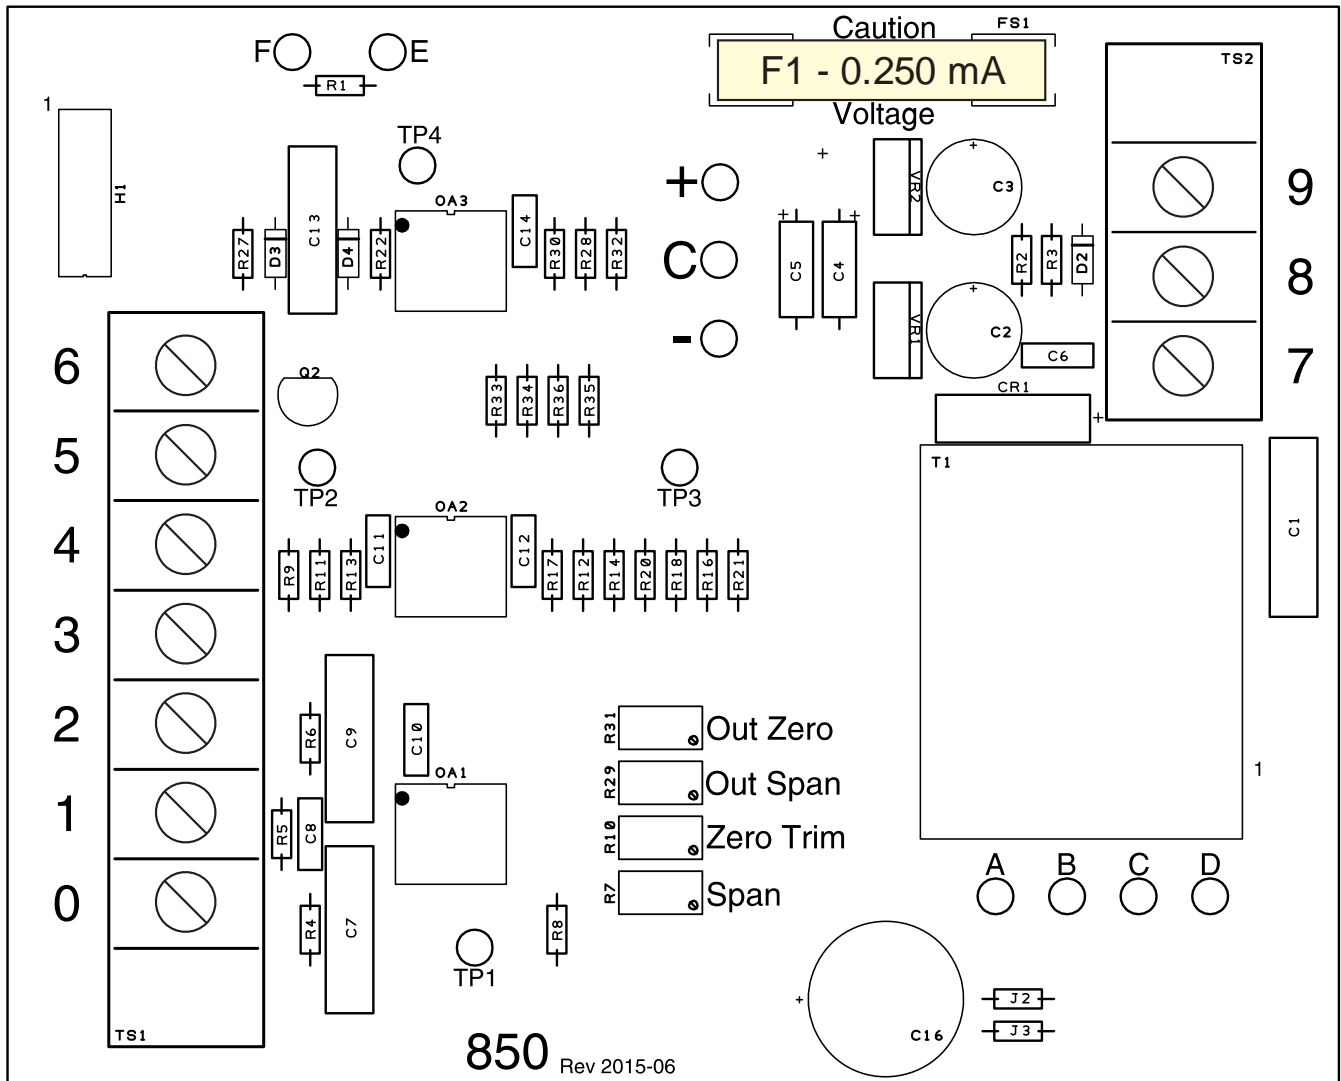 F
E
Caution
FS1
F1 - 0.250 mA
Voltage
TS2
R1
1
H1
TP4
OA3
R27
D3
C13
D4
R22
C14
R30
R28
R32
+
C
-
+
+
+
C5
C4
VR2
+
C3
R2
R3
D2
9
8
7
VR1
+
C2
C6
CR1
+
T1
C1
1
6
5
4
3
2
1
0
TS1
Q2
R33
R34
R36
R35
TP2
TP3
OA2
R9
R11
R13
C11
C12
R17
R12
R14
R20
R18
R16
R21
R6
C9
C10
OA1
R5
C8
R4
C7
R8
TP1
R31
Out Zero
R29
Out Span
R10
Zero Trim
R7
Span
A
B
C
D
+
C16
J2
J3
850 Rev 2015-06